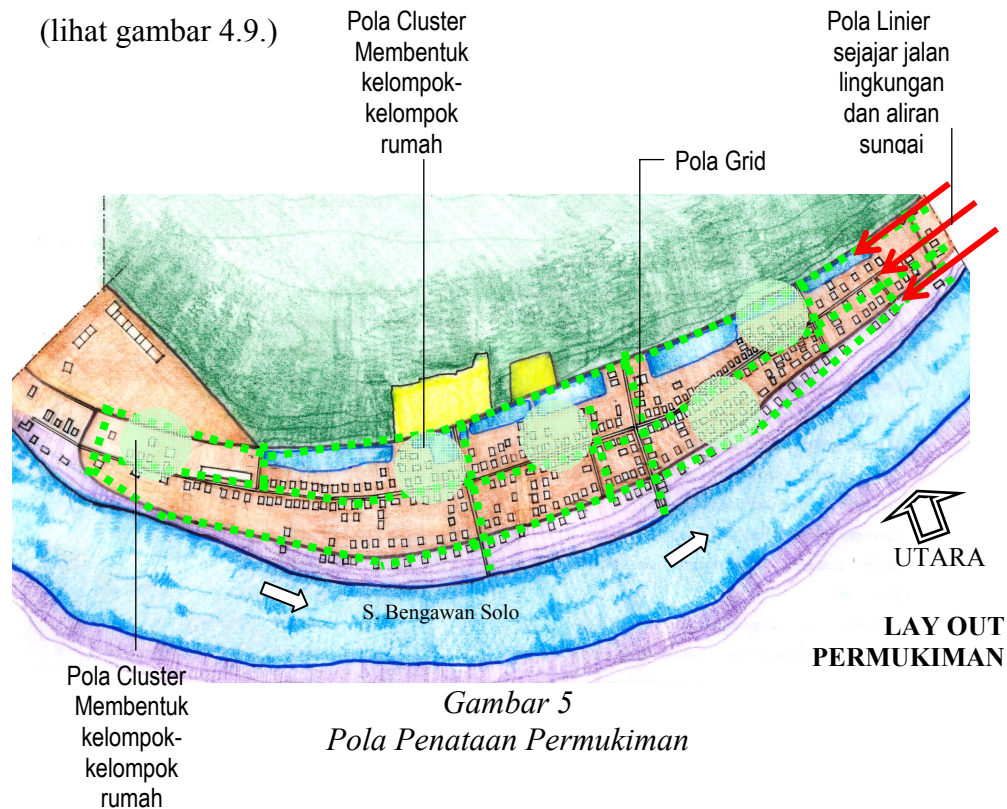 (lihat gambar 4.9.)
Pola Cluster
Membentuk
kelompok-
kelompok
rumah
Pola Linier
sejajar jalan
lingkungan
dan aliran
sungai
Pola Grid
UTARA
S. Bengawan Solo
LAY OUT
PERMUKIMAN
Pola Cluster
Membentuk
kelompok-
kelompok
rumah
Gambar 5
Pola Penataan Permukiman